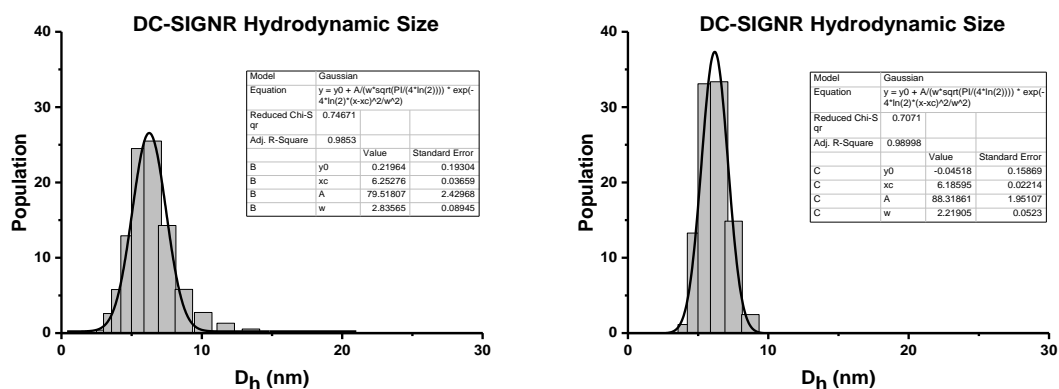 DC-SIGNR Hydrodynamic Size
40
30
20
10
0
Population
0 10 20 30
D_h (nm)
Model Gaussian
Equation y = y0 + A/(w*sqrt(PI/(4*ln(2)))) * exp(-
4*ln(2)*(x-xc)^2/w^2)
Reduced Chi-S
qr 0.74671
Adj. R-Square 0.9853
Value Standard Error
B y0 0.21964 0.19304
B xc 6.25276 0.03659
B A 79.51807 2.42968
B w 2.83565 0.08945
DC-SIGNR Hydrodynamic Size
40
30
20
10
0
Population
0 10 20 30
D_h (nm)
Model Gaussian
Equation y = y0 + A/(w*sqrt(PI/(4*ln(2)))) * exp(-
4*ln(2)*(x-xc)^2/w^2)
Reduced Chi-S
qr 0.7071
Adj. R-Square 0.98998
Value Standard Error
C y0 -0.04518 0.15869
C xc 6.18595 0.02214
C A 88.31861 1.95107
C w 2.21905 0.0523